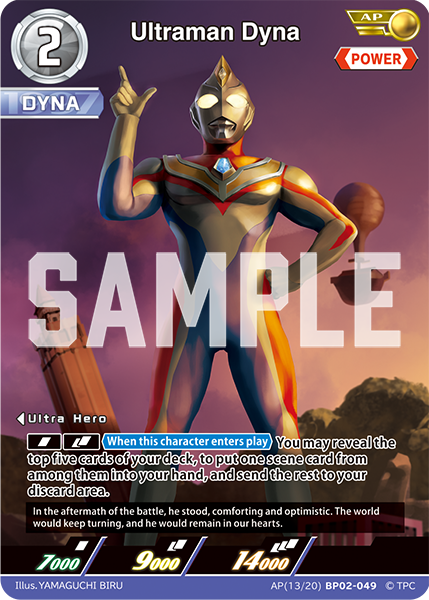 2
Ultraman Dyna
AP
POWER
DYNA
SAMPLE
Ultra Hero
When this character enters play You may reveal the
top five cards of your deck, to put one scene card from
among them into your hand, and send the rest to your
discard area.
In the aftermath of the battle, he stood, comforting and optimistic. The world
would keep turning, and he would remain in our hearts.
7000 9000 14000
Illus.YAMAGUCHI BIRU AP(13/20) BP02-049 © TPC